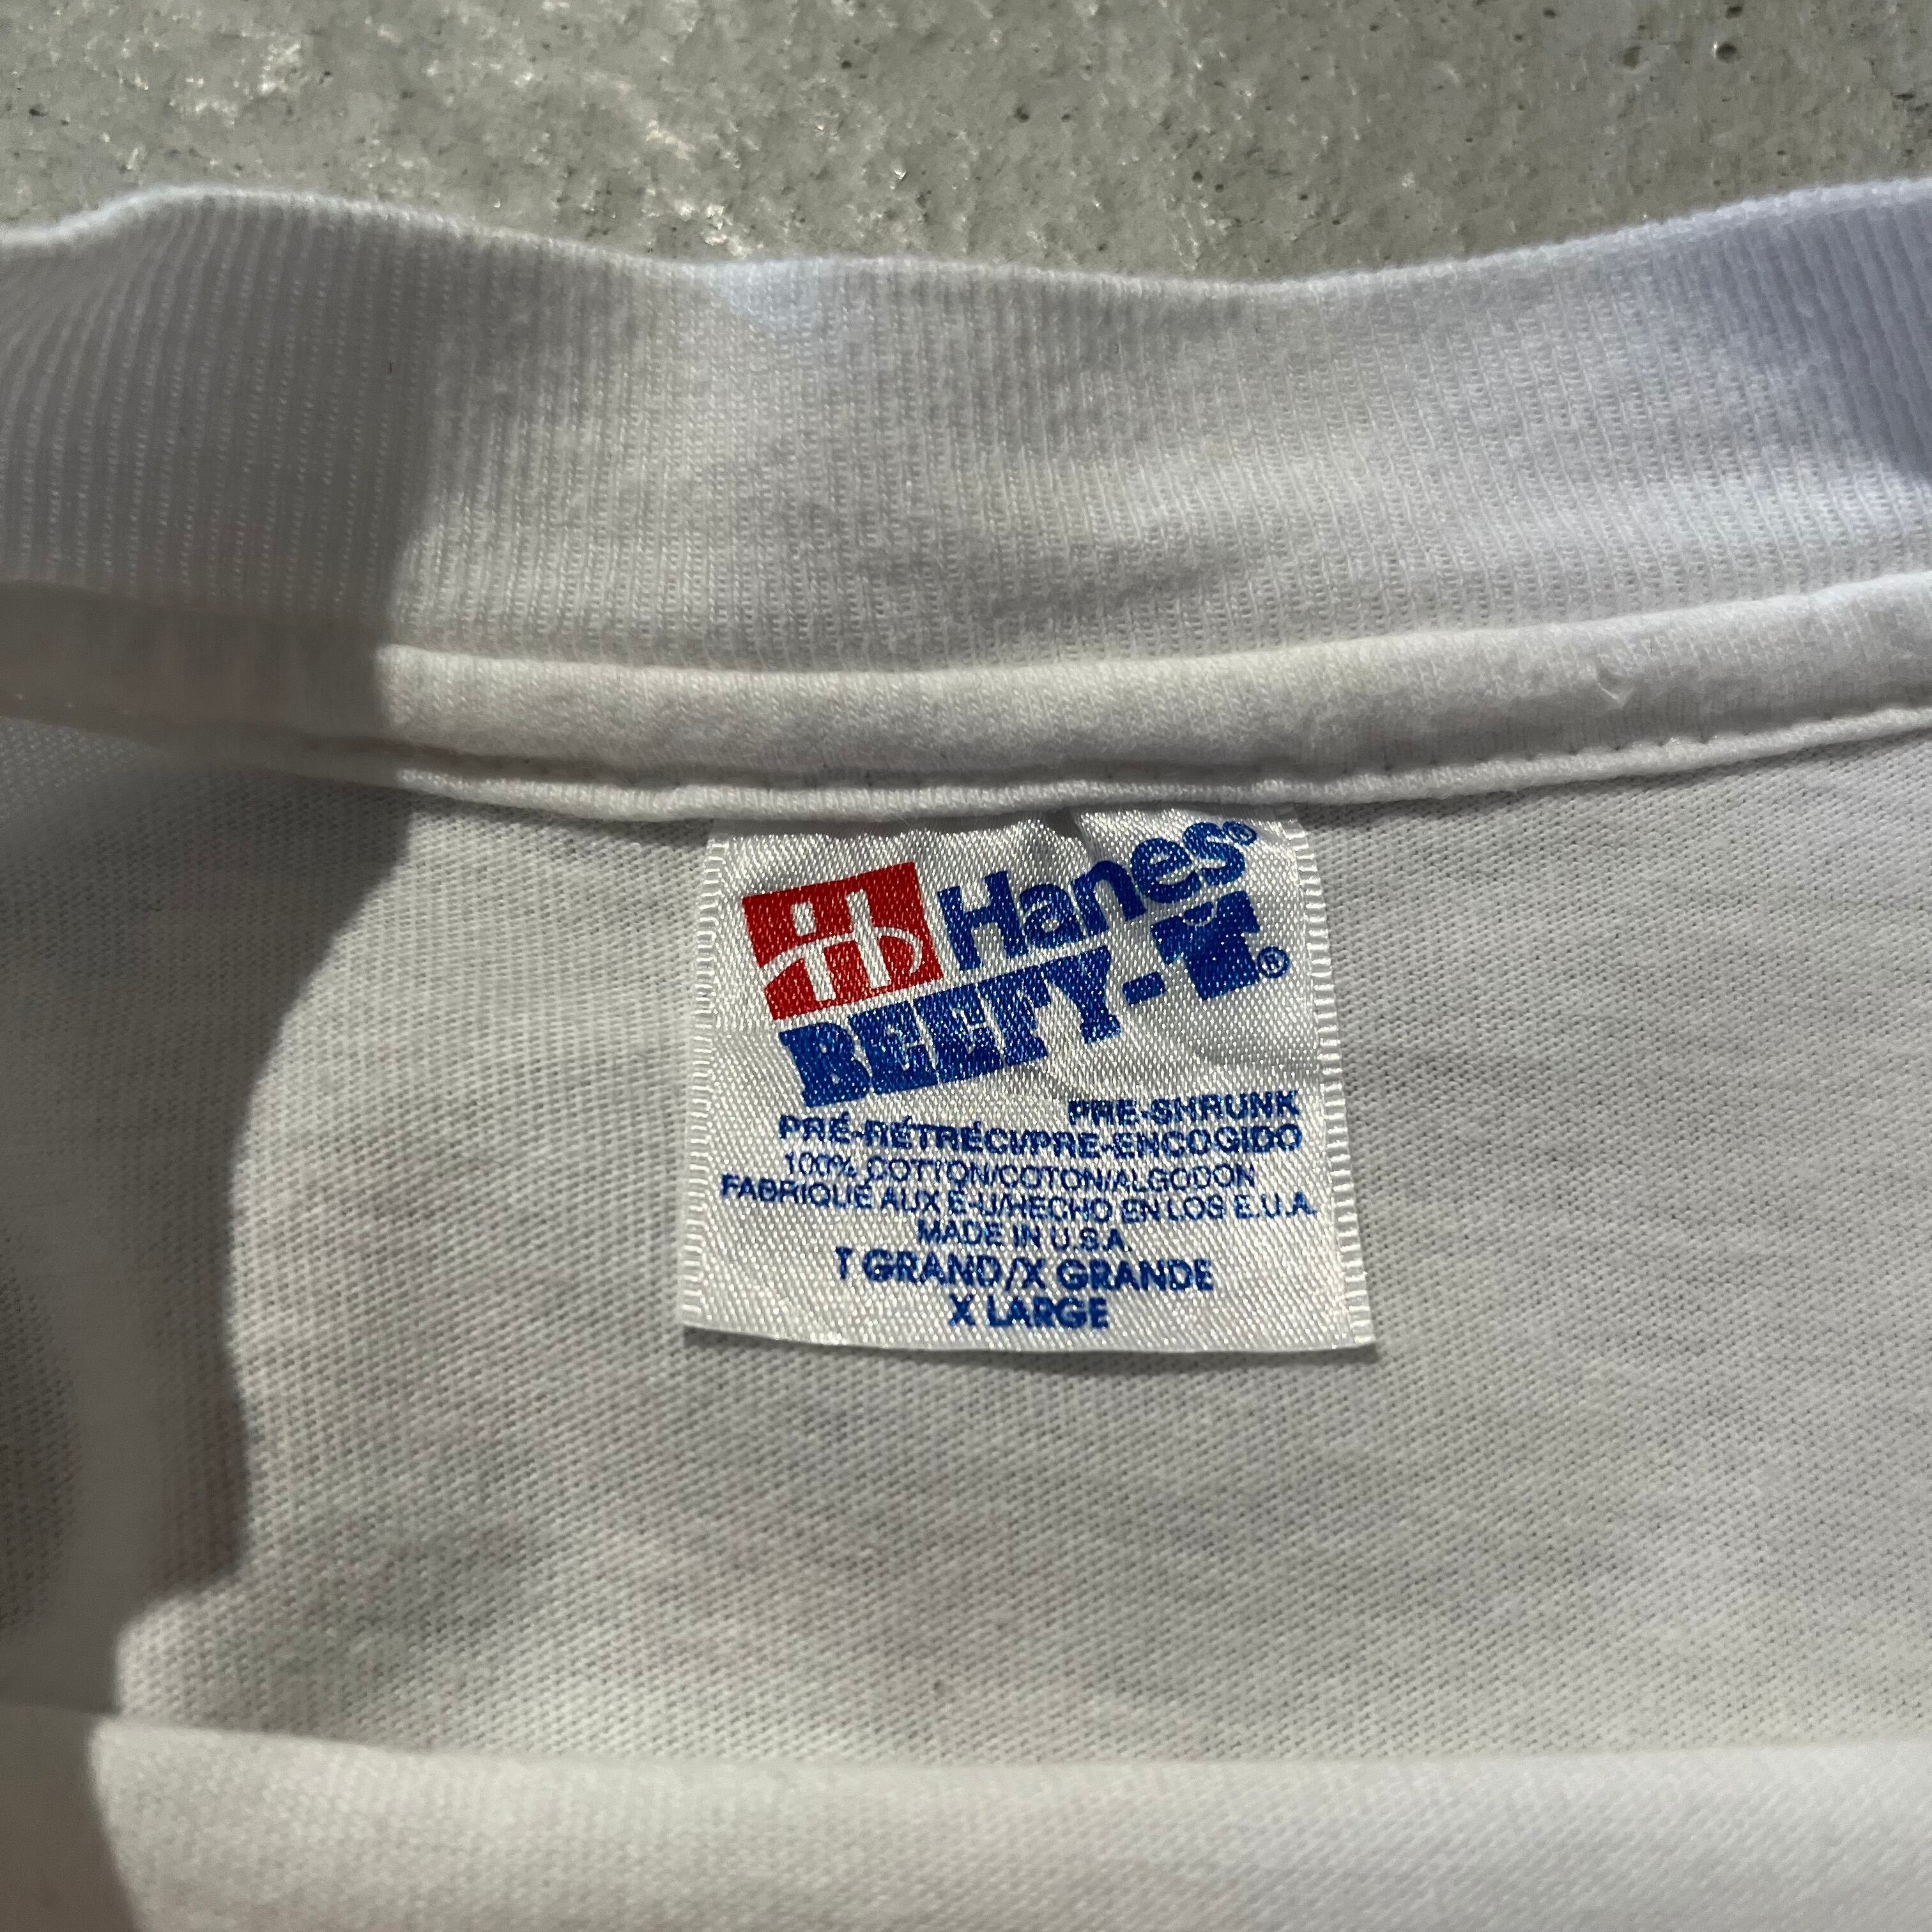 Hanes®
BEEFY-T®
PRE-SHRUNK
PRÉ-RÉTRÉCI/PRE-ENCOGIDO
100% COTTON/COTON/ALGODON
FABRIQUÉ AUX É-U/HECHO EN LOS E.U.A.
MADE IN U.S.A.
T GRAND/X GRANDE
X LARGE